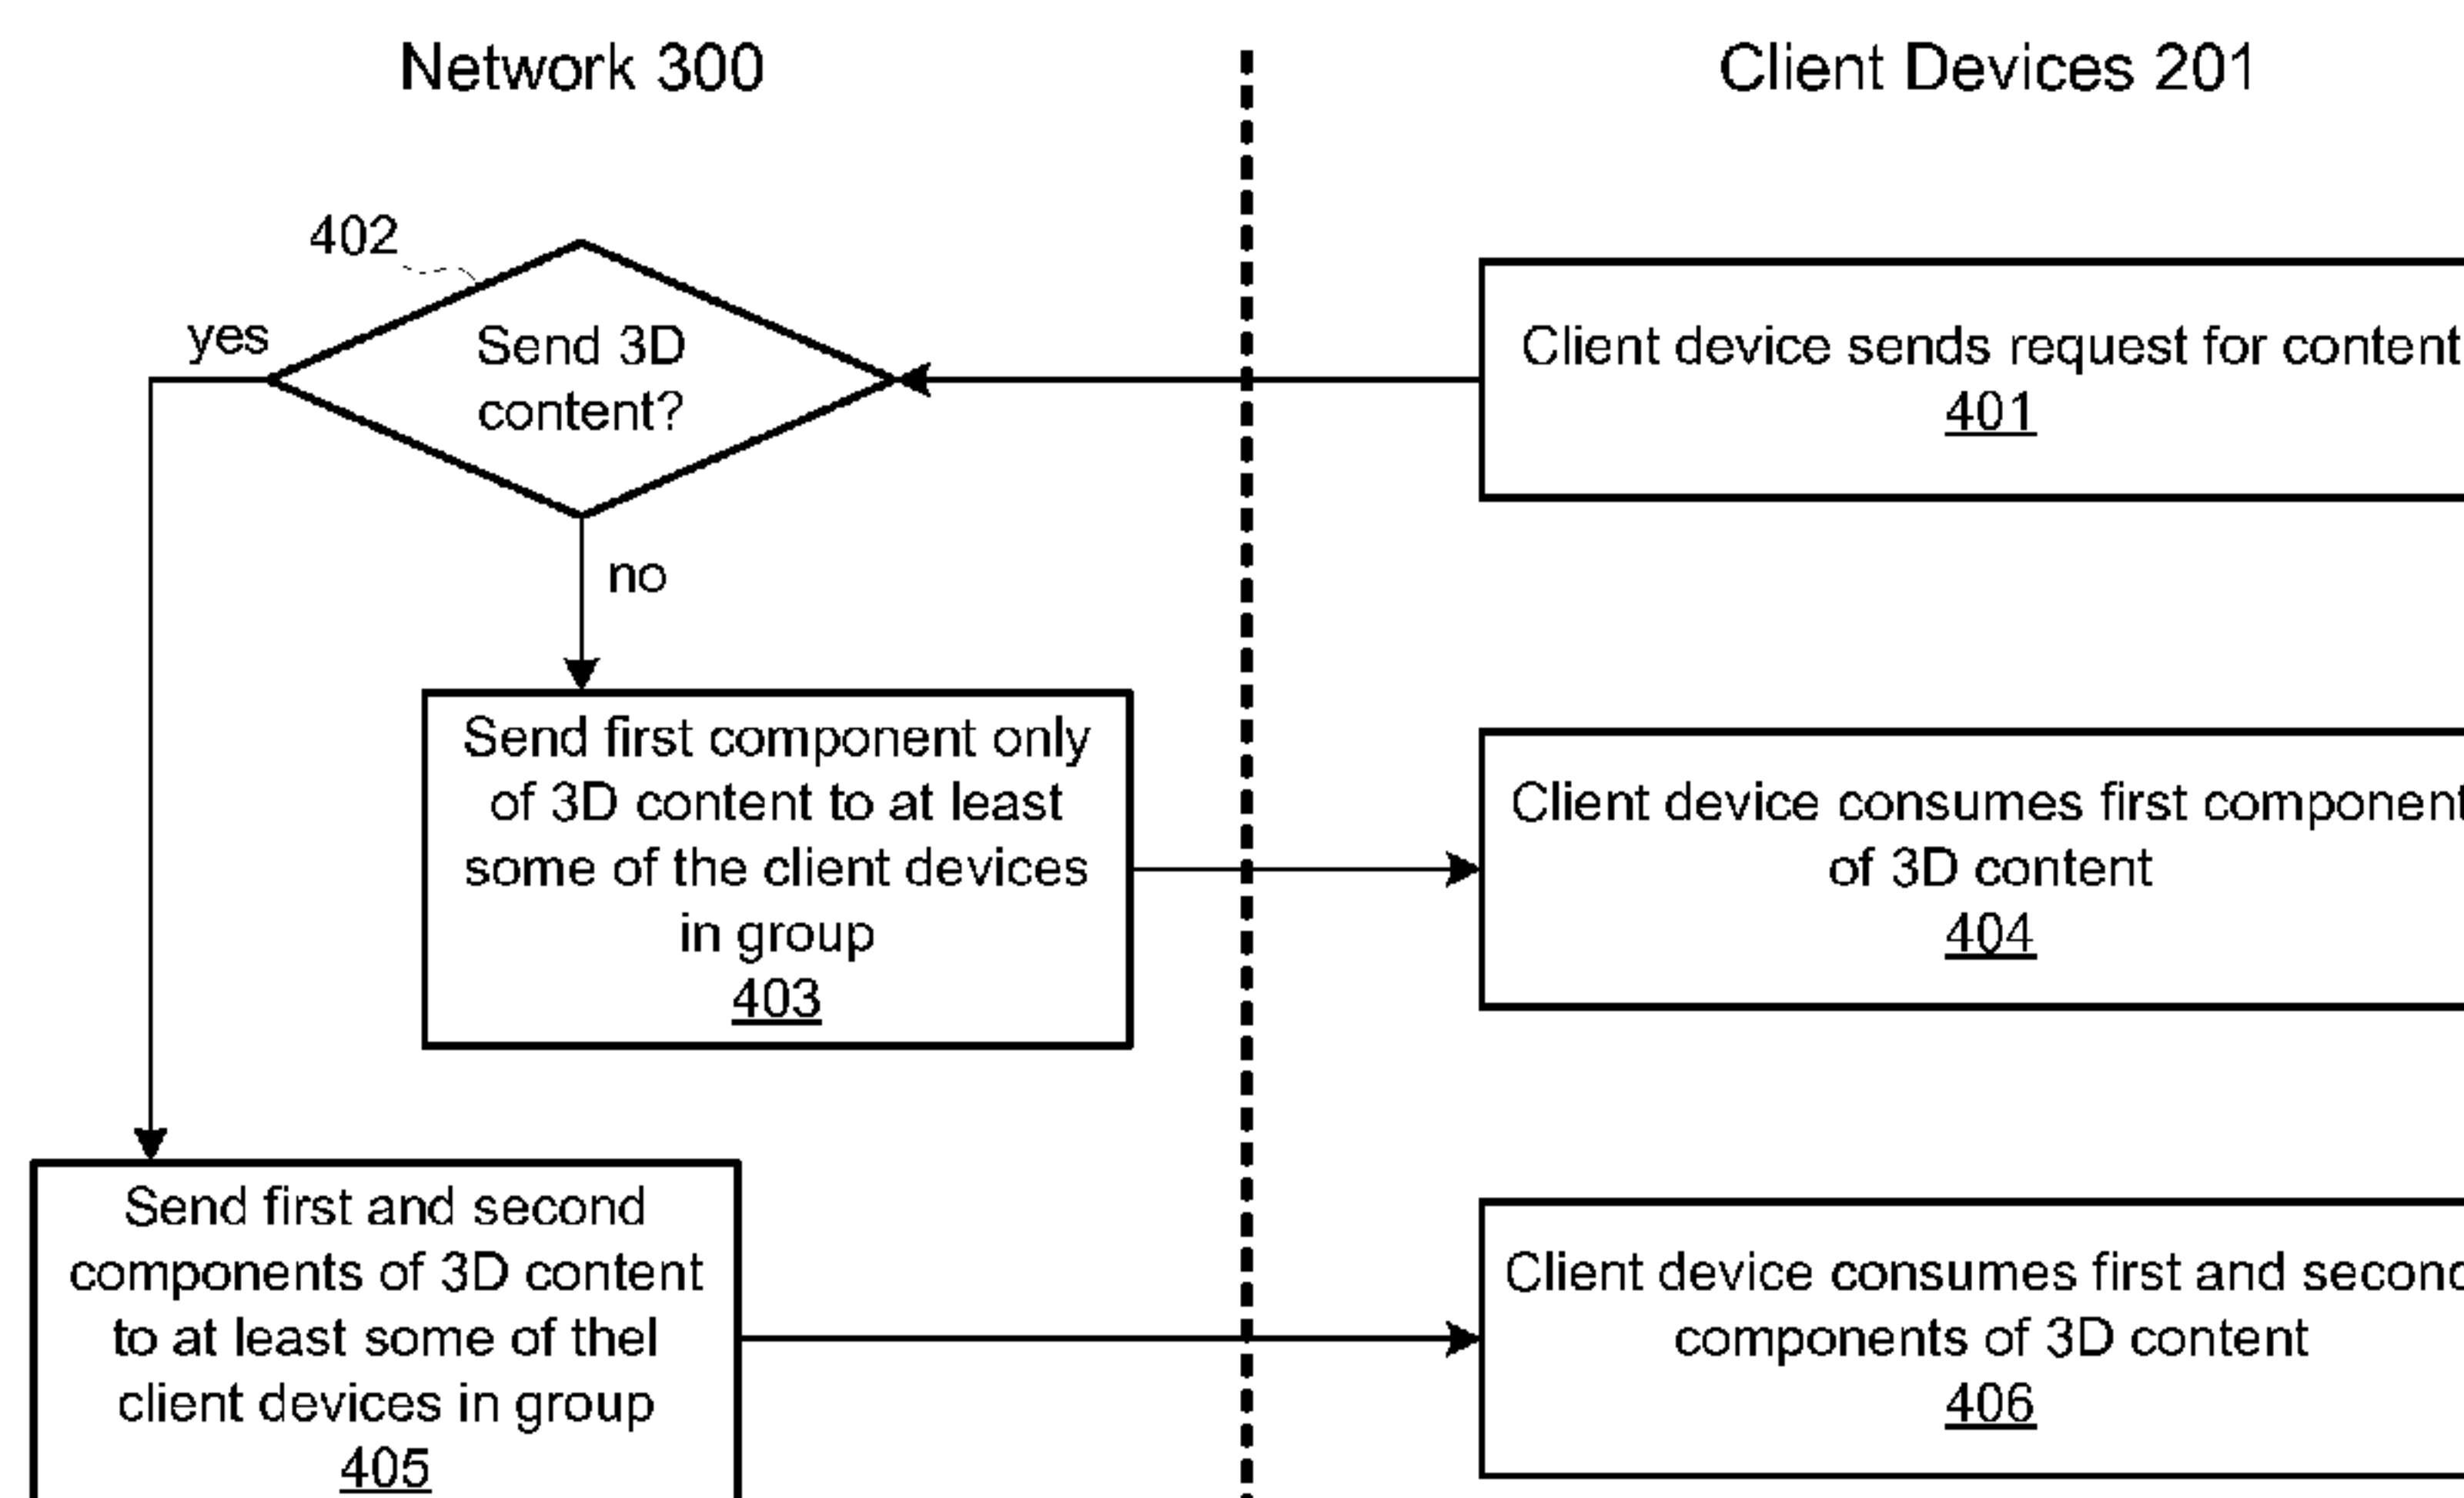 Network 300
Client Devices 201
402
yes
Send 3D
content?
Client device sends request for content
401
no
Send first component only
of 3D content to at least
some of the client devices
in group
403
Client device consumes first component
of 3D content
404
Send first and second
components of 3D content
to at least some of thel
client devices in group
405
Client device consumes first and second
components of 3D content
406